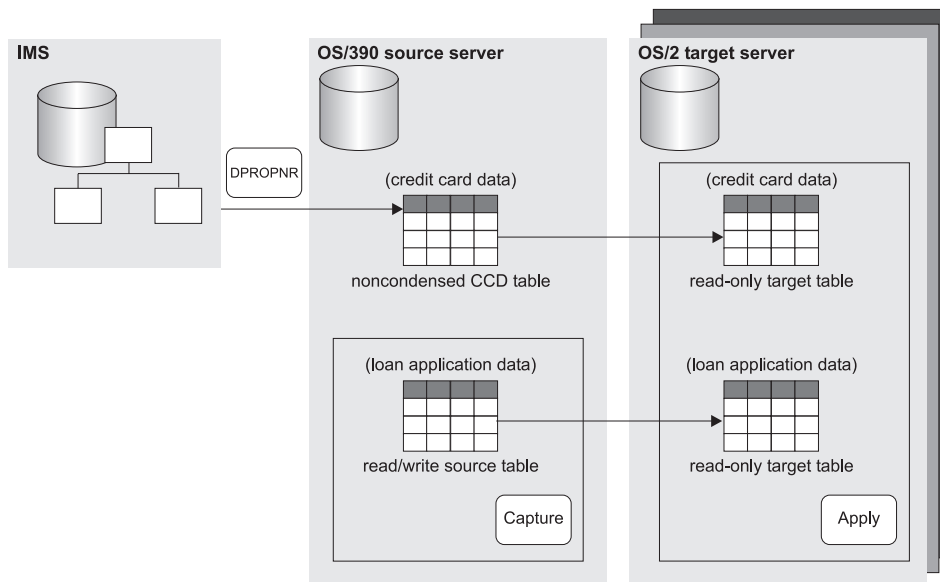 IMS
DPROPNR
OS/390 source server
(credit card data)
noncondensed CCD table
(loan application data)
read/write source table
Capture
OS/2 target server
(credit card data)
read-only target table
(loan application data)
read-only target table
Apply